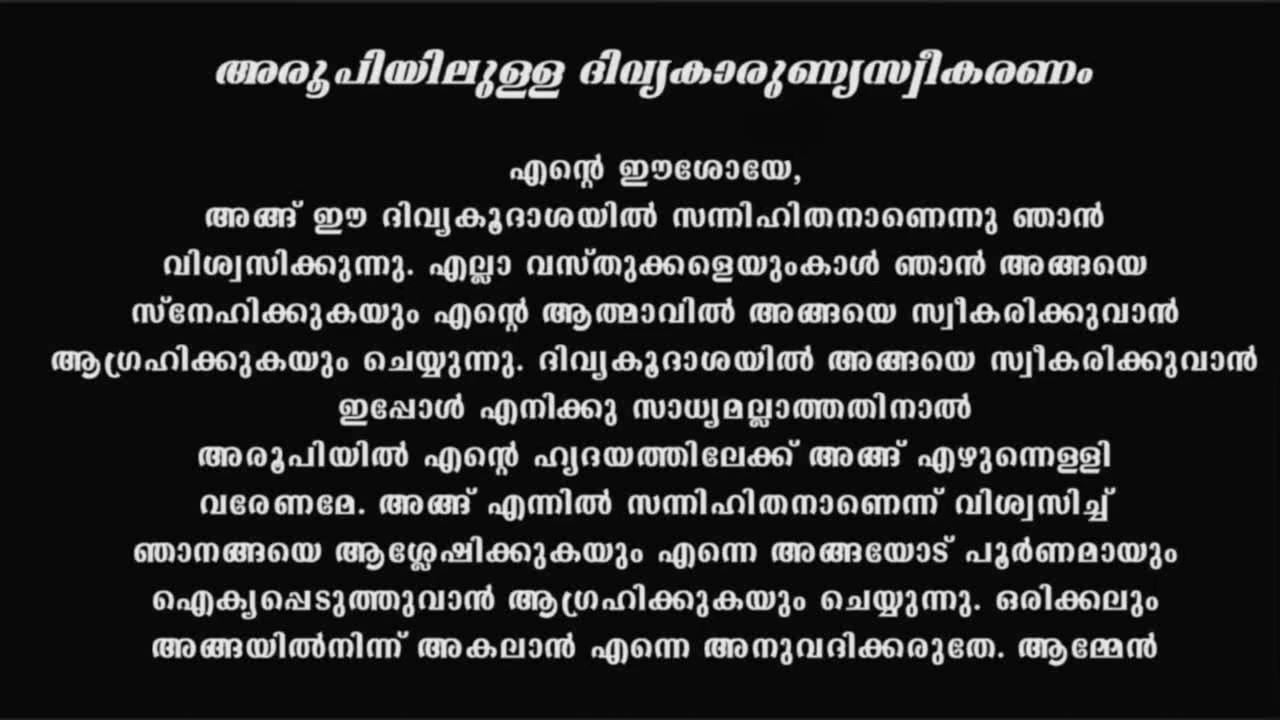 അരൂപിയിലുള്ള ദിവ്യകാരുണ്യസ്വീകരണം
എന്റെ ഈശോയേ,
അങ്ങ് ഈ ദിവ്യകൂദാശയിൽ സന്നിഹിതനാണെന്നു ഞാൻ
വിശ്വസിക്കുന്നു. എല്ലാ വസ്തുക്കളെയുംകാൾ ഞാൻ അങ്ങയെ
സ്നേഹിക്കുകയും എന്റെ ആത്മാവിൽ അങ്ങയെ സ്വീകരിക്കുവാൻ
ആഗ്രഹിക്കുകയും ചെയ്യുന്നു. ദിവ്യകൂദാശയിൽ അങ്ങയെ സ്വീകരിക്കുവാൻ
ഇപ്പോൾ എനിക്കു സാധ്യമല്ലാത്തതിനാൽ
അരൂപിയിൽ എന്റെ ഹൃദയത്തിലേക്ക് അങ്ങ് എഴുന്നെള്ളി
വരേണമേ. അങ്ങ് എന്നിൽ സന്നിഹിതനാണെന്ന് വിശ്വസിച്ച്
ഞാനങ്ങയെ ആശ്ലേഷിക്കുകയും എന്നെ അങ്ങയോട് പൂർണമായും
ഐക്യപ്പെടുത്തുവാൻ ആഗ്രഹിക്കുകയും ചെയ്യുന്നു. ഒരിക്കലും
അങ്ങയിൽനിന്ന് അകലാൻ എന്നെ അനുവദിക്കരുതേ. ആമ്മേൻ